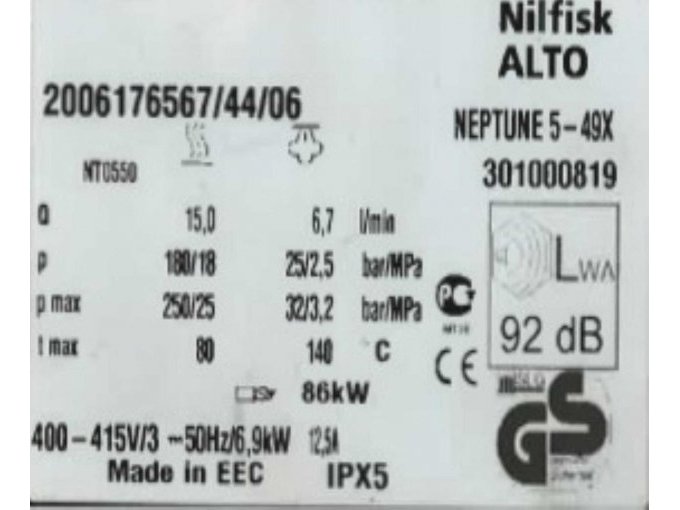 Nilfisk
ALTO
2006176567/44/06
NEPTUNE 5-49X
NT0550
301000819
Q 15,0 6,7 l/min
p 180/18 25/2,5 bar/MPa
p max 250/25 32/3,2 bar/MPa
t max 80 140 C
LWA
92 dB
PC
CE
86kW
GS
400-415V/3 ~50Hz/6,9kW 12,5A
Made in EEC IPX5